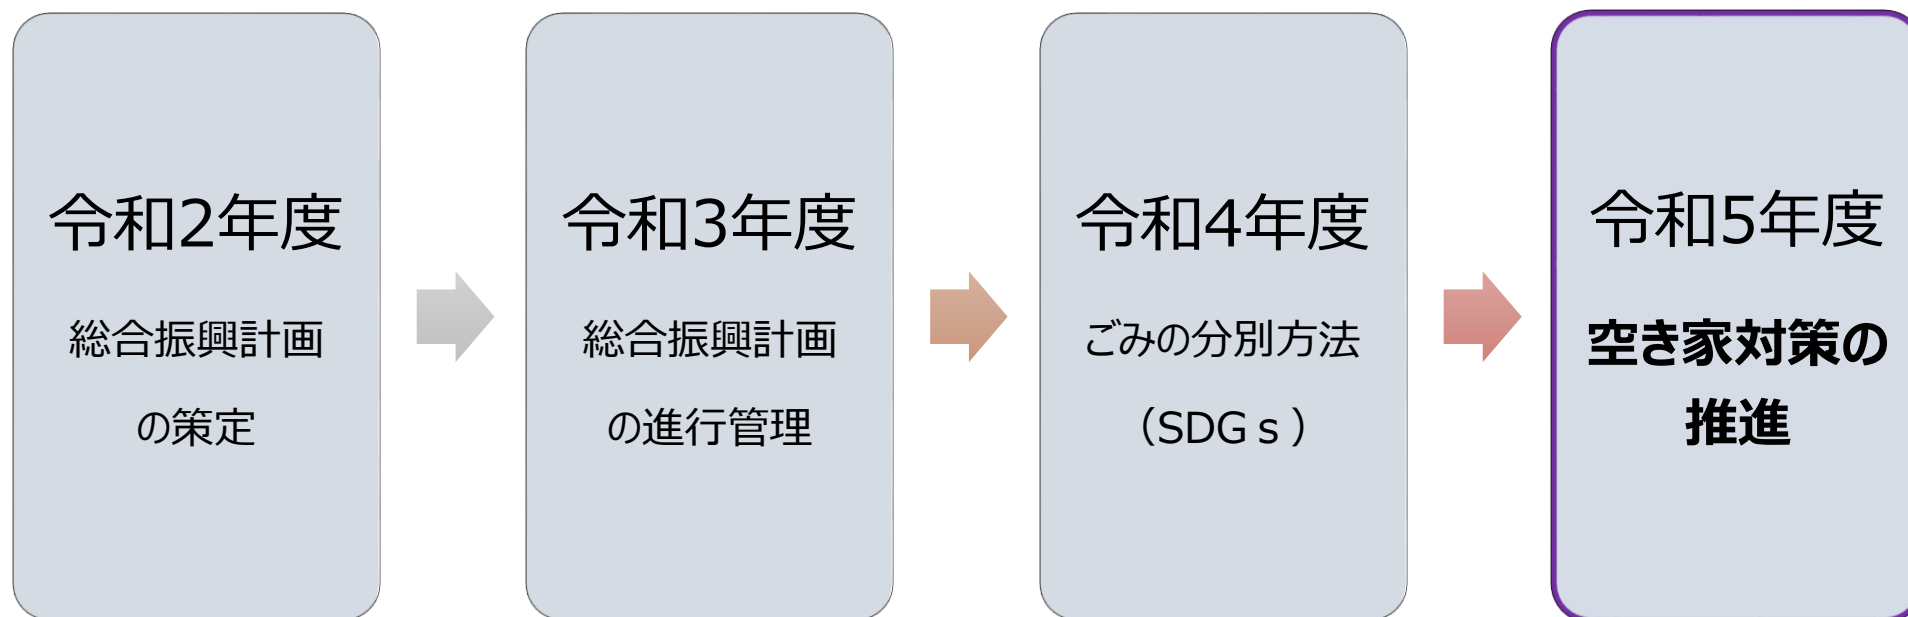 令和2年度
総合振興計画
の策定
令和3年度
総合振興計画
の進行管理
令和4年度
ごみの分別方法
（SDGｓ）
令和5年度
空き家対策の
推進